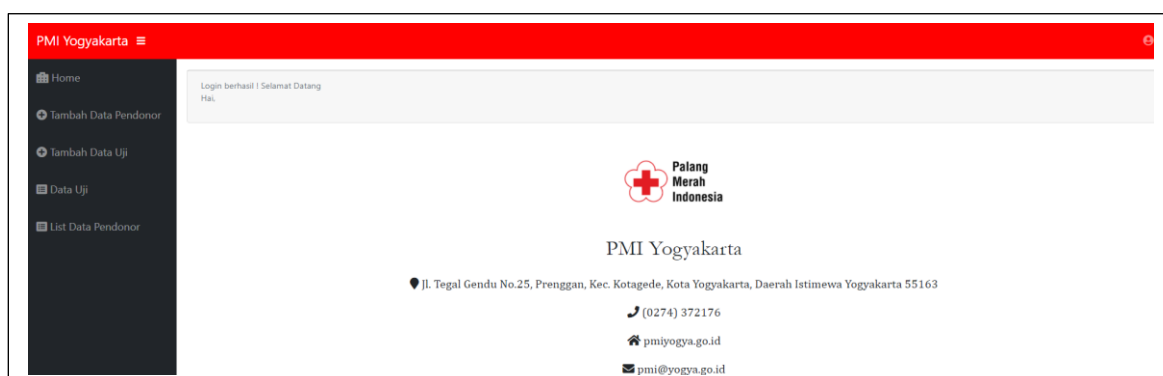 PMI Yogyakarta
Home
Tambah Data Pendonor
Tambah Data Uji
Data Uji
List Data Pendonor
Login berhasil ! Selamat Datang
Hai,
Palang
Merah
Indonesia
PMI Yogyakarta
Jl. Tegal Gendu No.25, Prenggan, Kec. Kotagede, Kota Yogyakarta, Daerah Istimewa Yogyakarta 55163
(0274) 372176
pmiyogya.go.id
pmi@yogya.go.id